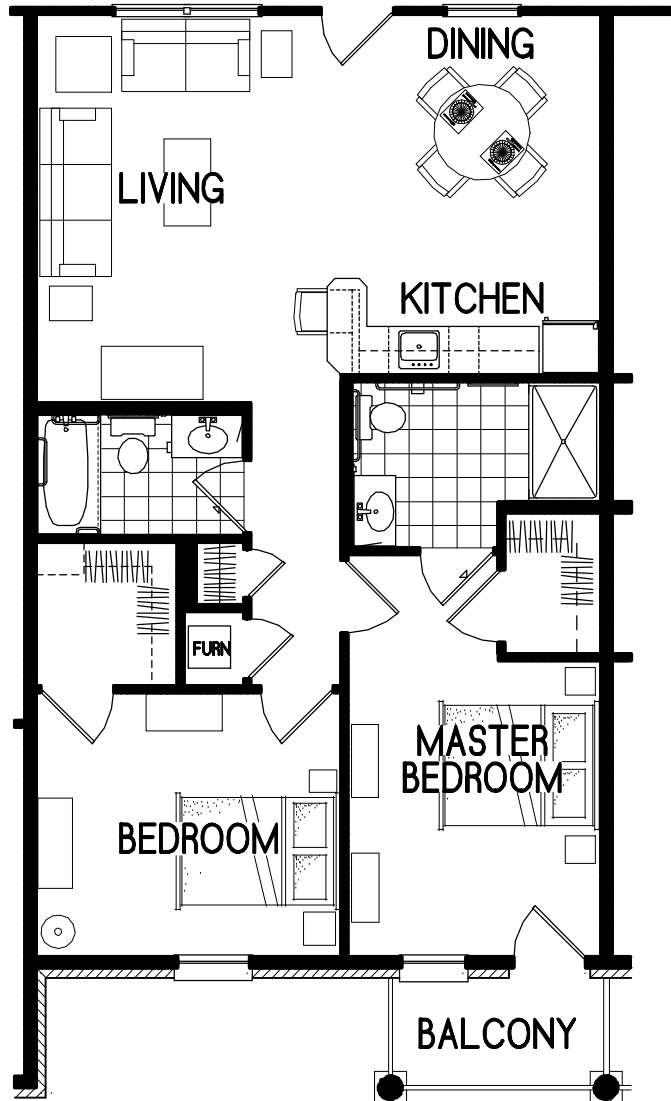 DINING
LIVING
KITCHEN
FURN
MASTER
BEDROOM
BEDROOM
BALCONY